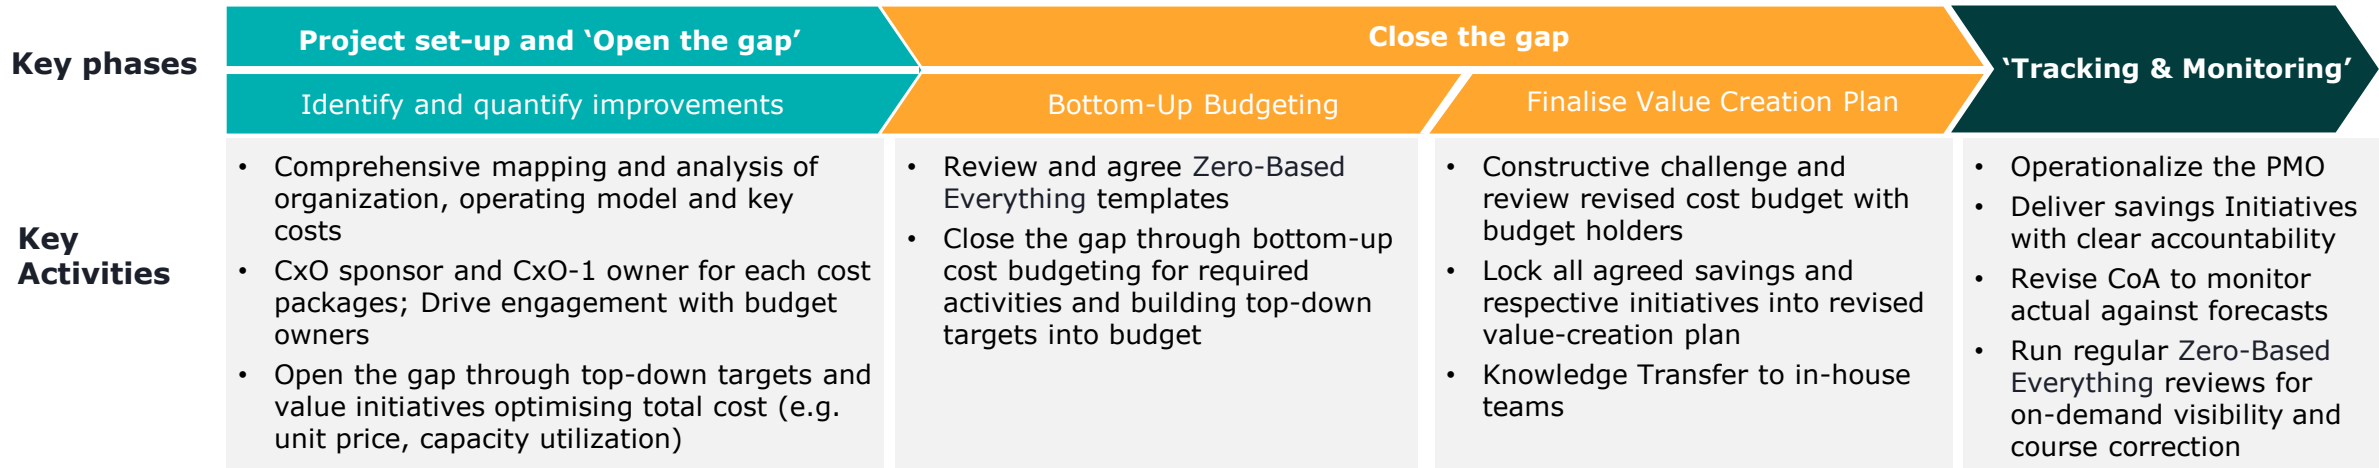 Key phases
Project set-up and ‘Open the gap’
Close the gap
‘Tracking & Monitoring’
Identify and quantify improvements
Bottom-Up Budgeting
Finalise Value Creation Plan
Key
Activities
• Comprehensive mapping and analysis of
organization, operating model and key
costs
• CxO sponsor and CxO-1 owner for each cost
packages; Drive engagement with budget
owners
• Open the gap through top-down targets and
value initiatives optimising total cost (e.g.
unit price, capacity utilization)
• Review and agree Zero-Based
Everything templates
• Close the gap through bottom-up
cost budgeting for required
activities and building top-down
targets into budget
• Constructive challenge and
review revised cost budget with
budget holders
• Lock all agreed savings and
respective initiatives into revised
value-creation plan
• Knowledge Transfer to in-house
teams
• Operationalize the PMO
• Deliver savings Initiatives
with clear accountability
• Revise CoA to monitor
actual against forecasts
• Run regular Zero-Based
Everything reviews for
on-demand visibility and
course correction